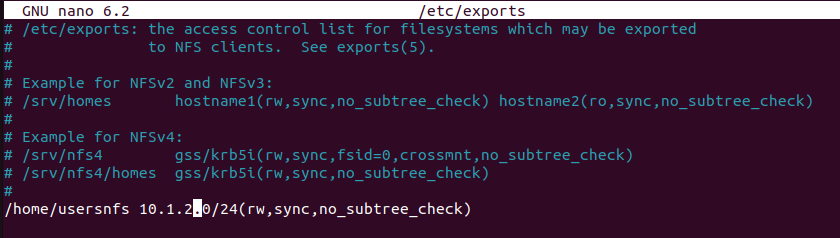 GNU nano 6.2 /etc/exports
# /etc/exports: the access control list for filesystems which may be exported
#               to NFS clients.  See exports(5).
#
# Example for NFSv2 and NFSv3:
# /srv/homes       hostname1(rw,sync,no_subtree_check) hostname2(ro,sync,no_subtree_check)
#
# Example for NFSv4:
# /srv/nfs4        gss/krb5i(rw,sync,fsid=0,crossmnt,no_subtree_check)
# /srv/nfs4/homes  gss/krb5i(rw,sync,no_subtree_check)
#
/home/usersnfs 10.1.2.0/24(rw,sync,no_subtree_check)